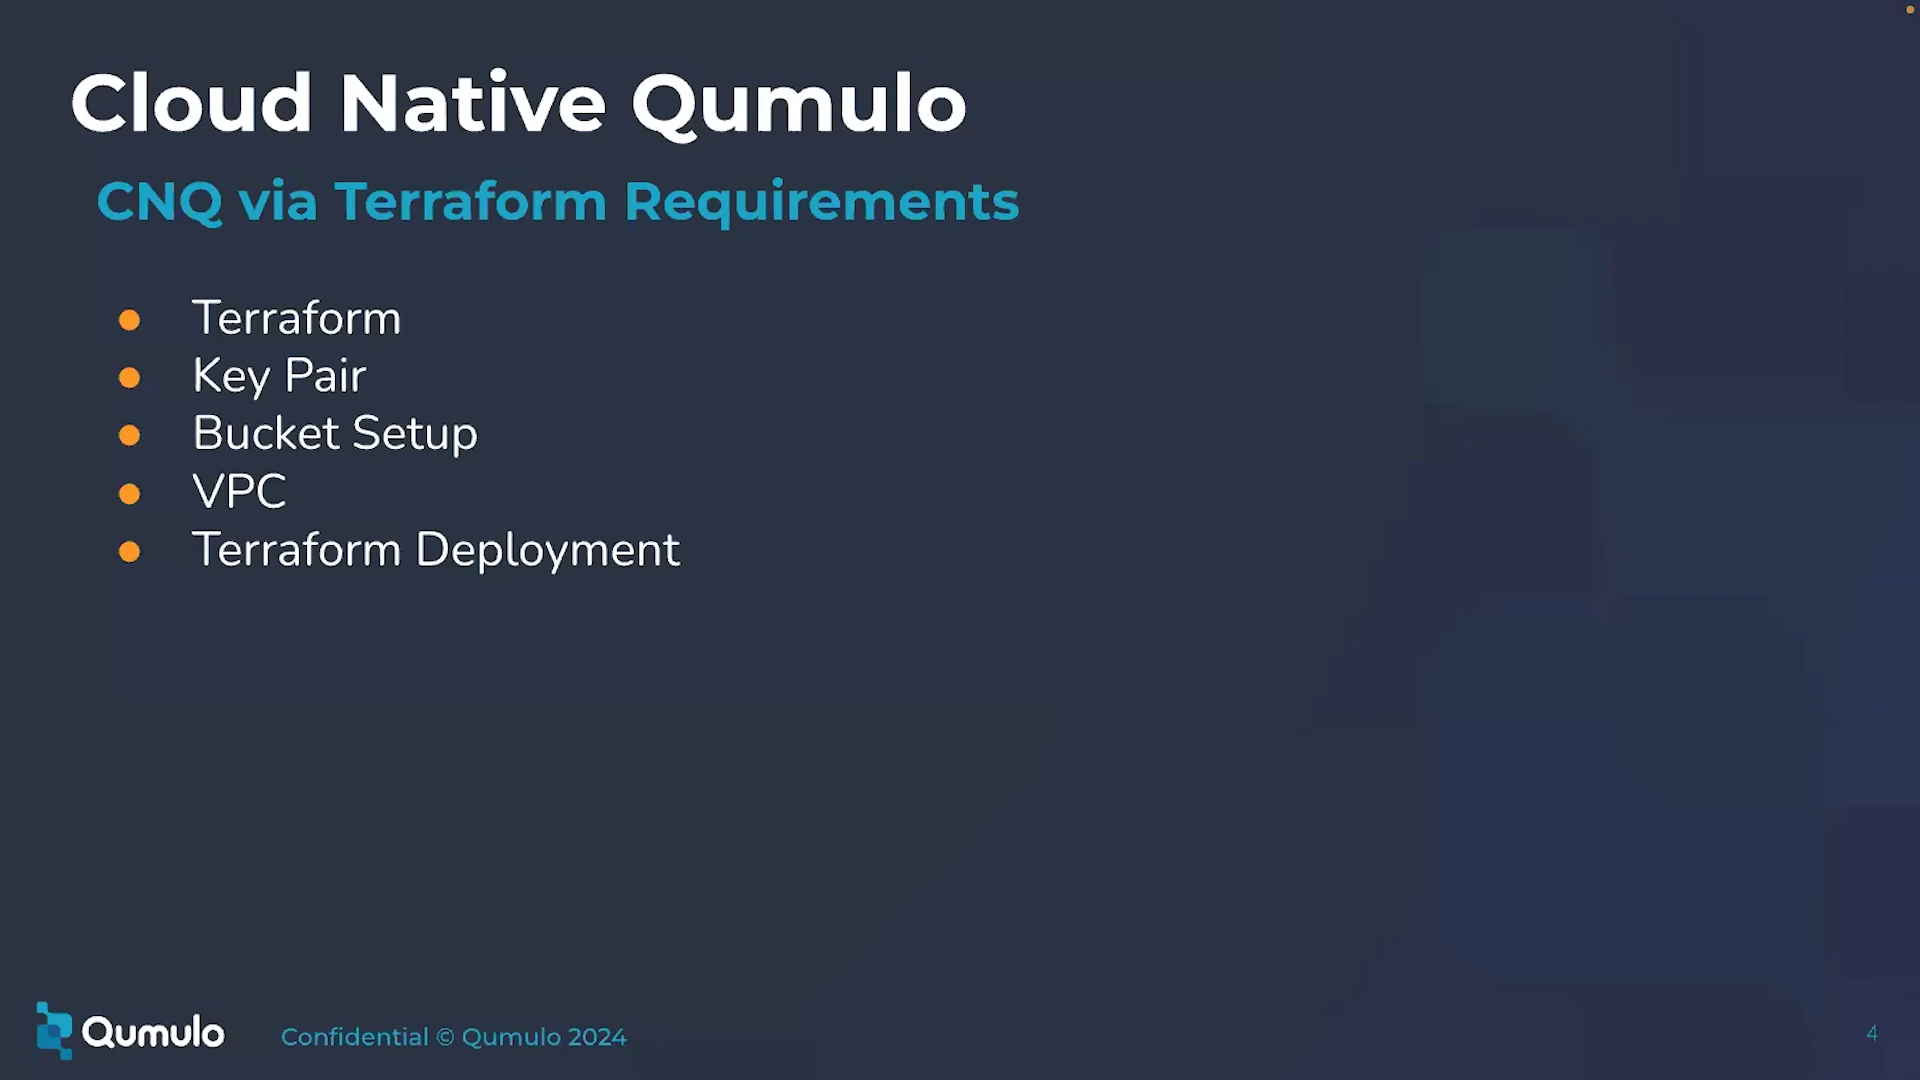 Cloud Native Qumulo
CNQ via Terraform Requirements
Terraform
Key Pair
Bucket Setup
VPC
Terraform Deployment
Qumulo
Confidential © Qumulo 2024
4